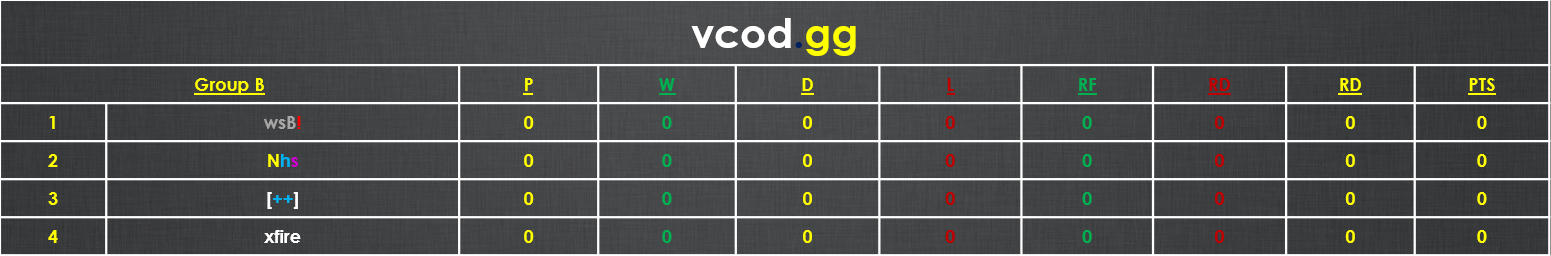 vcod.gg
Group B P W D L RF RD RD PTS
1 wsB! 0 0 0 0 0 0 0 0
2 Nhs 0 0 0 0 0 0 0 0
3 [++] 0 0 0 0 0 0 0 0
4 xfire 0 0 0 0 0 0 0 0